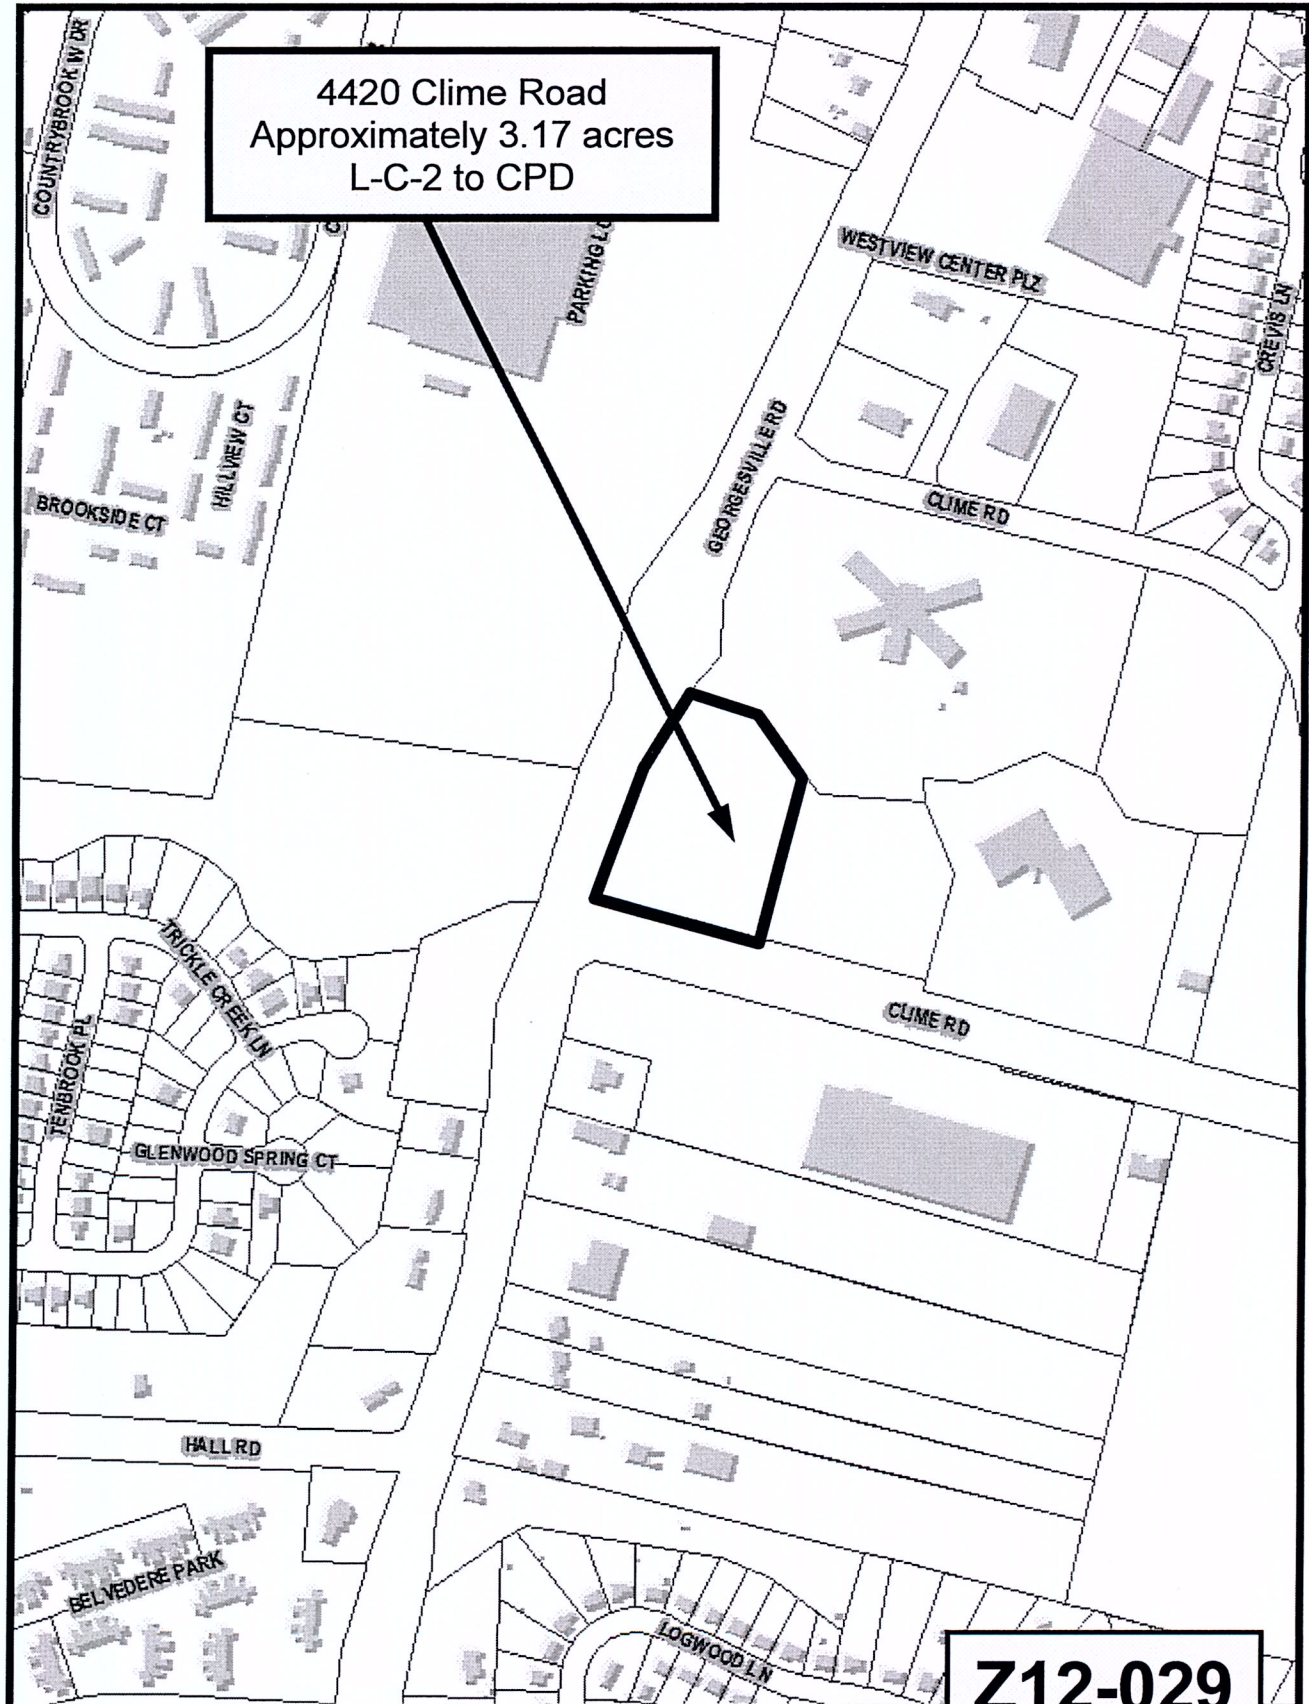 4420 Clime Road
Approximately 3.17 acres
L-C-2 to CPD
COUNTRYBROOK W DR
PARKING LO
WESTVIEW CENTER PLZ
CREVIS LN
GEORGESVILLE RD
HILLVIEW CT
BROOKSIDE CT
CLIME RD
TRICKLE CREEK LN
TENBROOK PL
CLIME RD
GLENWOOD SPRING CT
HALL RD
BELVEDERE PARK
LOGWOOD LN
Z12-029